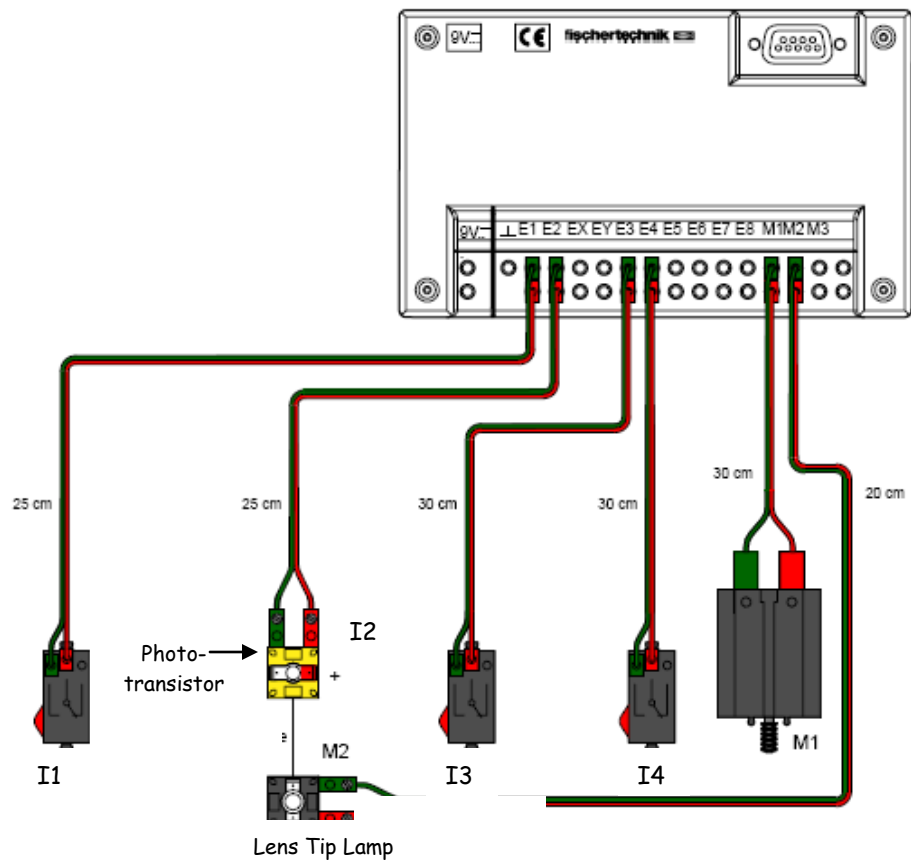 9V
CE
fischertechnik
9V ⊥ E1 E2 EX EY E3 E4 E5 E6 E7 E8 M1 M2 M3
25 cm
25 cm
30 cm
30 cm
30 cm
20 cm
I2
Photo-
transistor
+
M2
M1
I1
I3
I4
Lens Tip Lamp